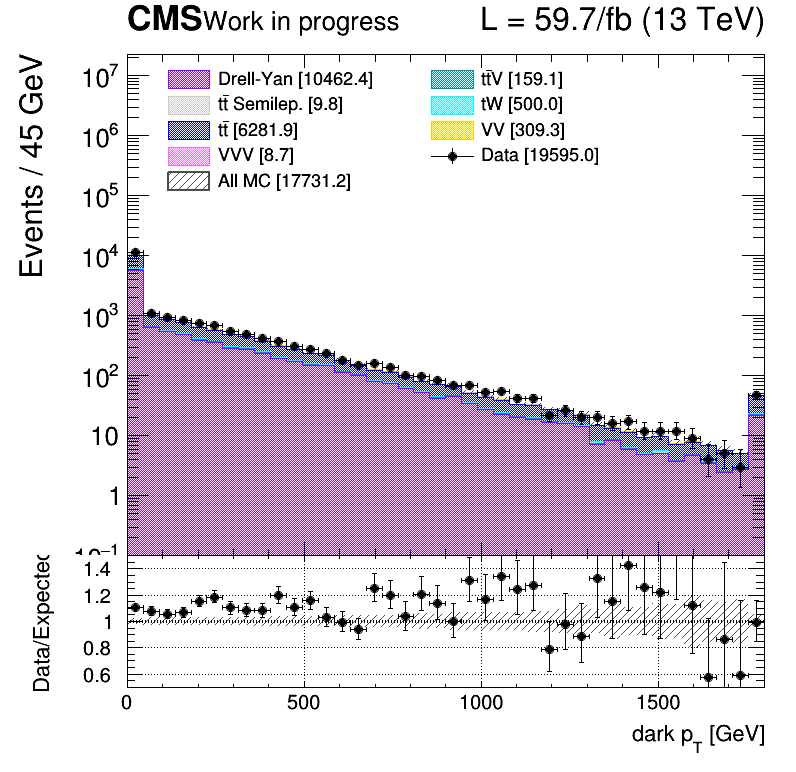 CMS Work in progress L = 59.7/fb (13 TeV)
Events / 45 GeV
10⁷
10⁶
10⁵
10⁴
10³
10²
10
1
10⁻¹
Drell-Yan [10462.4]
tt̄ Semilep. [9.8]
tt̄ [6281.9]
VVV [8.7]
All MC [17731.2]
tt̄V [159.1]
tW [500.0]
VV [309.3]
Data [19595.0]
Data/Expected
1.4
1.2
1
0.8
0.6
0 500 1000 1500
dark p_T [GeV]